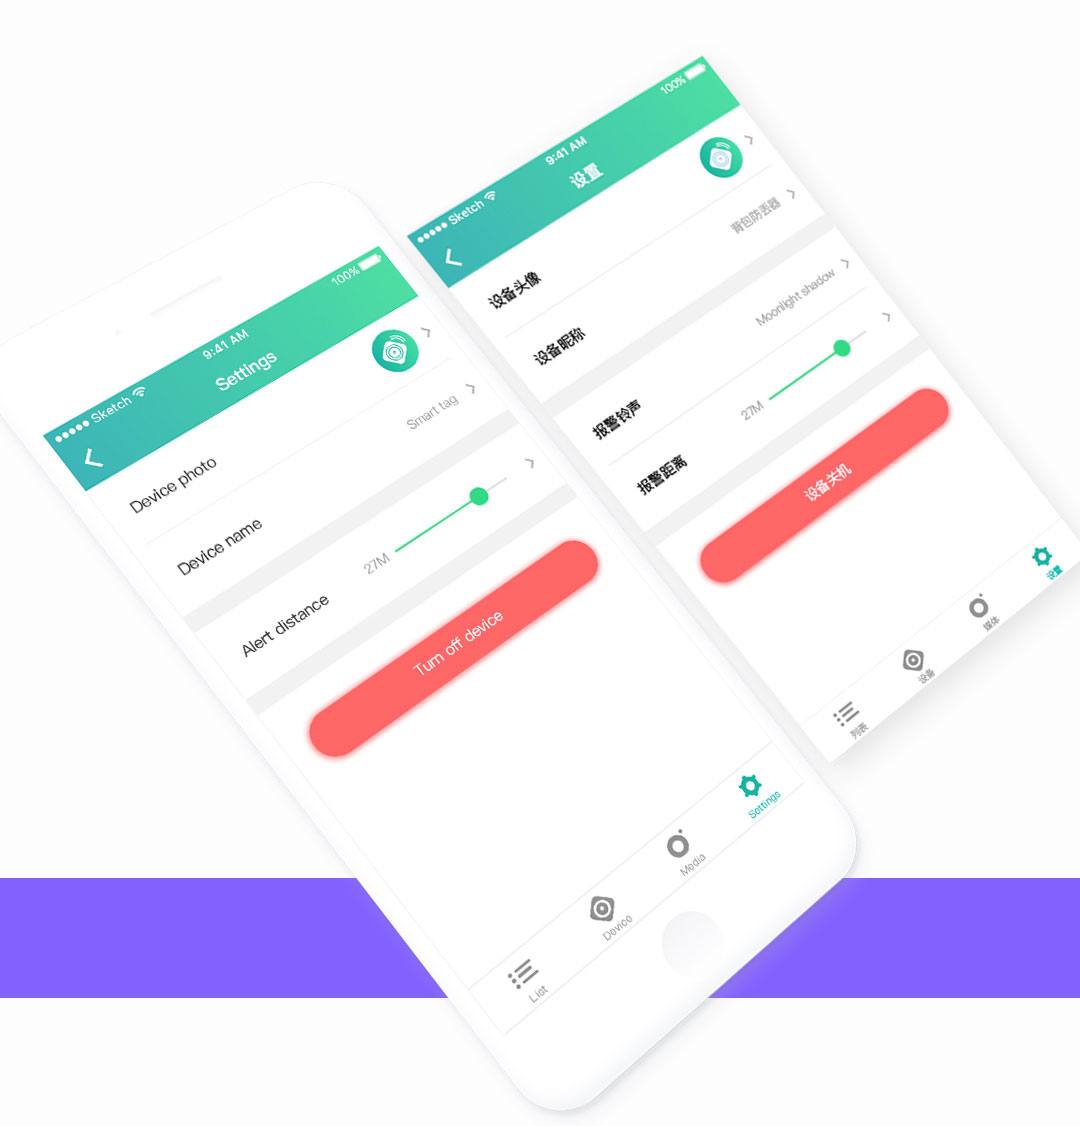 Sketch 9:41 AM 100%
Settings
Device photo
Device name Smart tag
Alert distance 27M
Turn off device
List Device Media Settings
Sketch 9:41 AM 100%
设置
设备头像
设备昵称 背包防丢器
报警铃声 Moonlight shadow
报警距离 27M
设备关机
列表 设备 媒体 设置